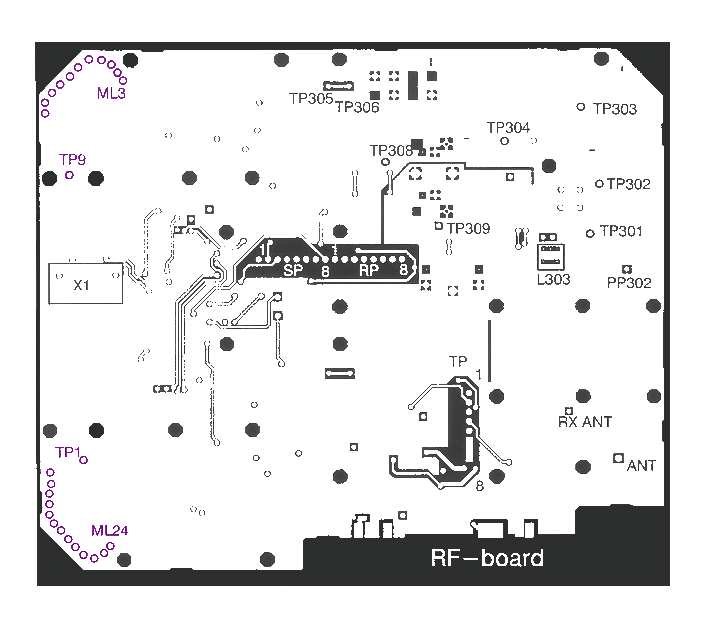 ML3
TP305
TP306
TP303
TP304
TP308
TP9
TP302
TP309
TP301
1
1
SP
8
RP
8
X1
L303
PP302
TP
1
RX ANT
TP1
ANT
8
ML24
RF-board